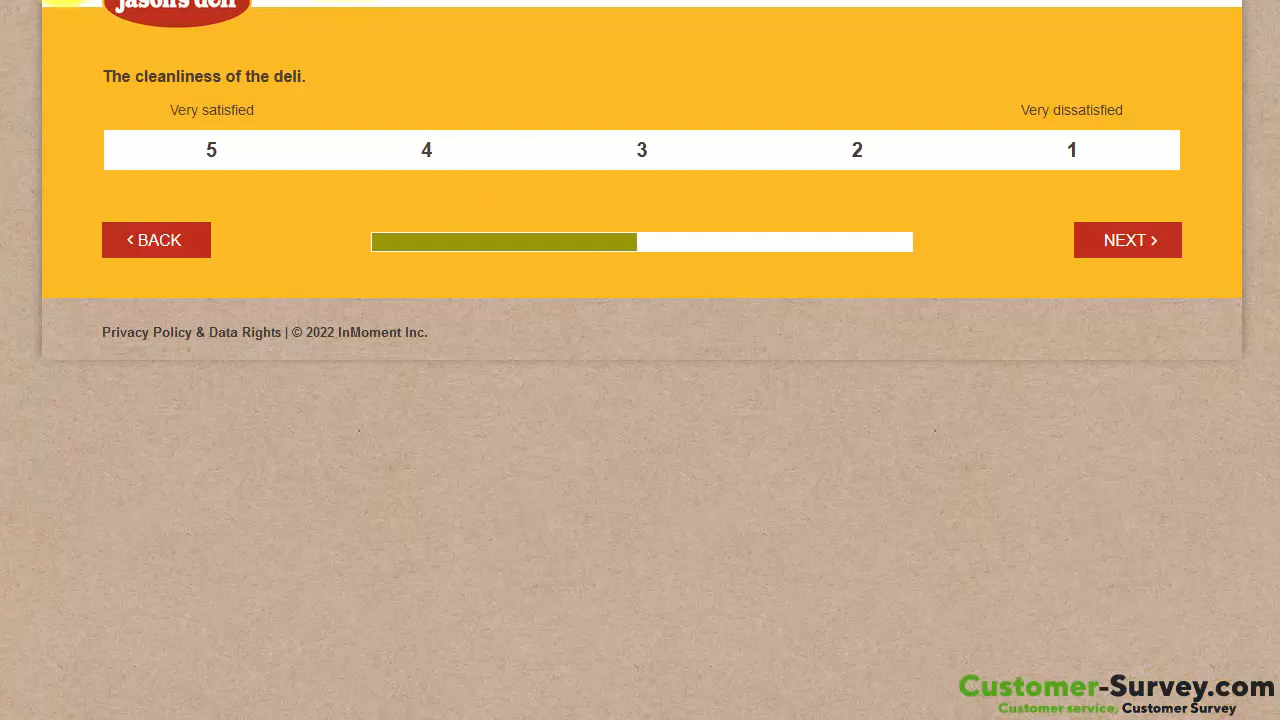 Jason's deli
The cleanliness of the deli.
Very satisfied Very dissatisfied
5 4 3 2 1
‹ BACK NEXT ›
Privacy Policy & Data Rights | © 2022 InMoment Inc.
Customer-Survey.com
Customer service, Customer Survey